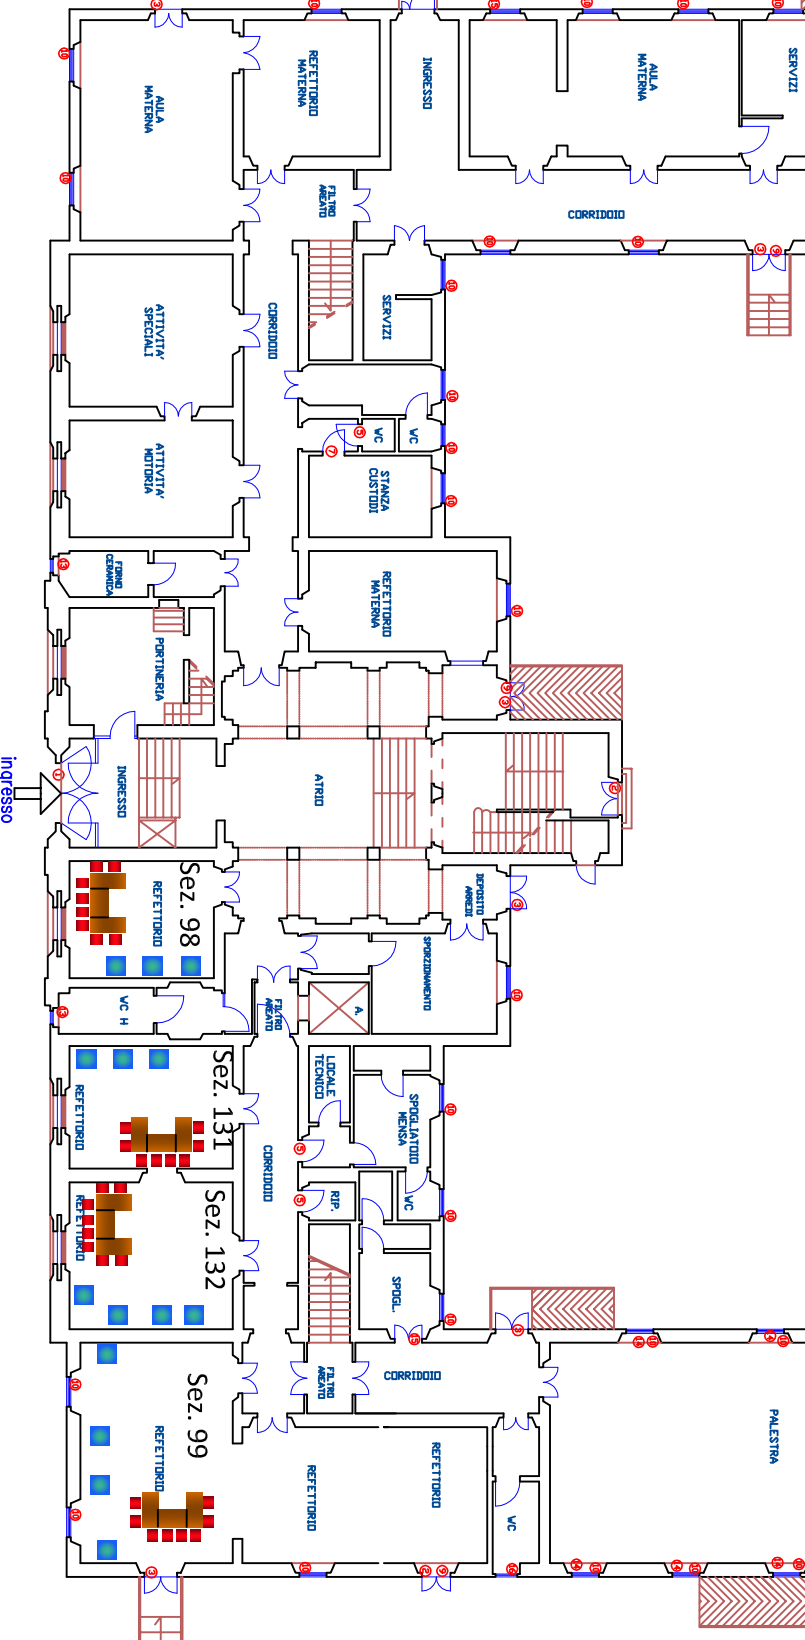 AULA
MATERNA
REFETTORIO
MATERNA
INGRESSO
AULA
MATERNA
SERVIZI
FILTRO
AREATO
CORRIDOIO
ATTIVITA'
SPECIALI
CORRIDOIO
SERVIZI
ATTIVITA'
MOTORIA
WC
WC
STANZA
CUSTODI
FORNO
CERAMICA
REFETTORIO
MATERNA
PORTINERIA
ingresso
INGRESSO
ATRIO
Sez. 98
REFETTORIO
DEPOSITO
ARREDI
SPORZIONAMENTO
WC H
FILTRO
AREATO
A.
Sez. 131
REFETTORIO
LOCALE
TECNICO
SPOGLIATOIO
MENSA
CORRIDOIO
Sez. 132
REFETTORIO
RIP.
WC
SPOGL.
FILTRO
AREATO
CORRIDOIO
Sez. 99
REFETTORIO
REFETTORIO
REFETTORIO
WC
PALESTRA